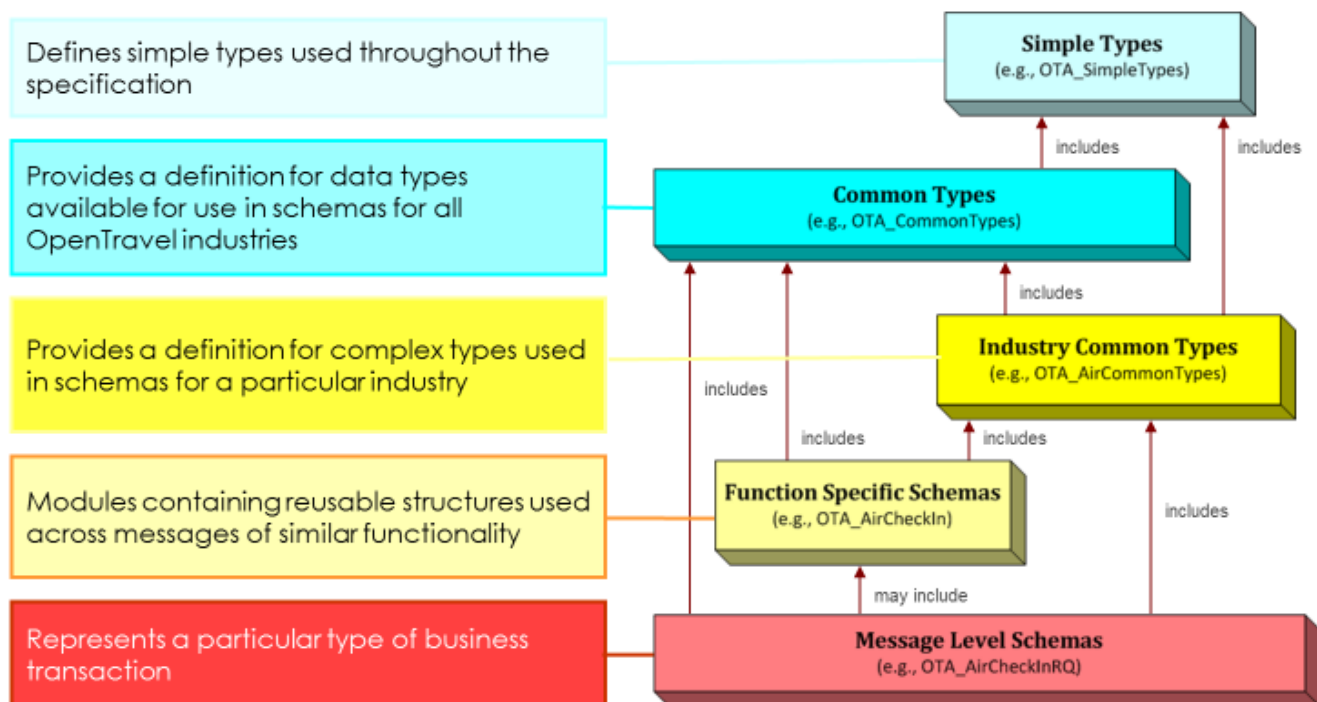 Defines simple types used throughout the
specification
Simple Types
(e.g., OTA_SimpleTypes)
includes
includes
Provides a definition for data types
available for use in schemas for all
OpenTravel industries
Common Types
(e.g., OTA_CommonTypes)
includes
Provides a definition for complex types used
in schemas for a particular industry
Industry Common Types
(e.g., OTA_AirCommonTypes)
includes
includes
includes
Modules containing reusable structures used
across messages of similar functionality
Function Specific Schemas
(e.g., OTA_AirCheckIn)
includes
may include
Represents a particular type of business
transaction
Message Level Schemas
(e.g., OTA_AirCheckInRQ)